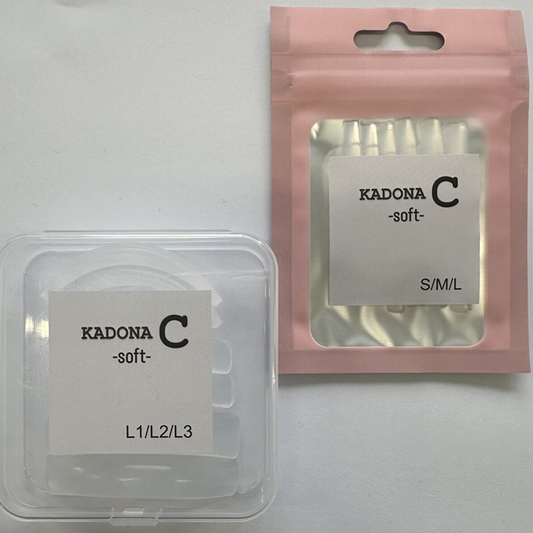 KADONA C
-soft-
S/M/L
KADONA C
-soft-
L1/L2/L3